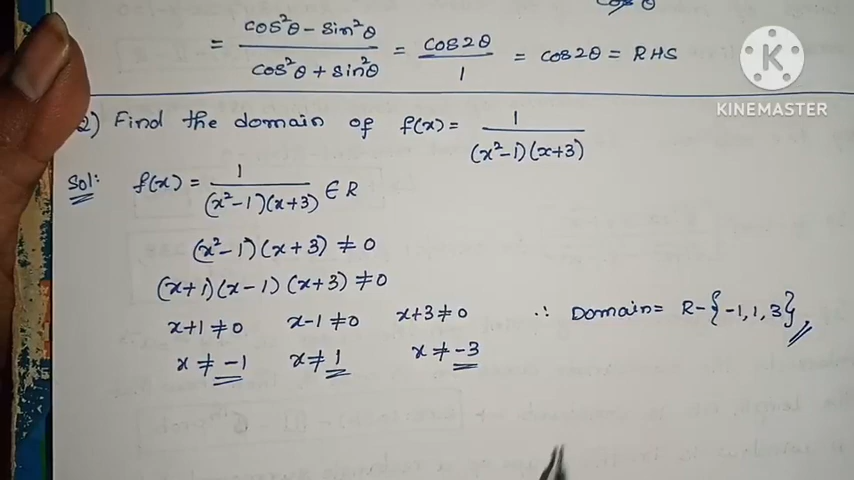 cos θ
= cos²θ - sin²θ / cos²θ + sin²θ = cos2θ / 1 = cos2θ = RHS
KINEMASTER
2) Find the domain of f(x) = 1 / (x²-1)(x+3)
Sol: f(x) = 1 / (x²-1)(x+3) ∈ R
(x²-1)(x+3) ≠ 0
(x+1)(x-1)(x+3) ≠ 0
x+1 ≠ 0 x-1 ≠ 0 x+3 ≠ 0
x ≠ -1 x ≠ 1 x ≠ -3
∴ Domain = R-{-1,1,3}